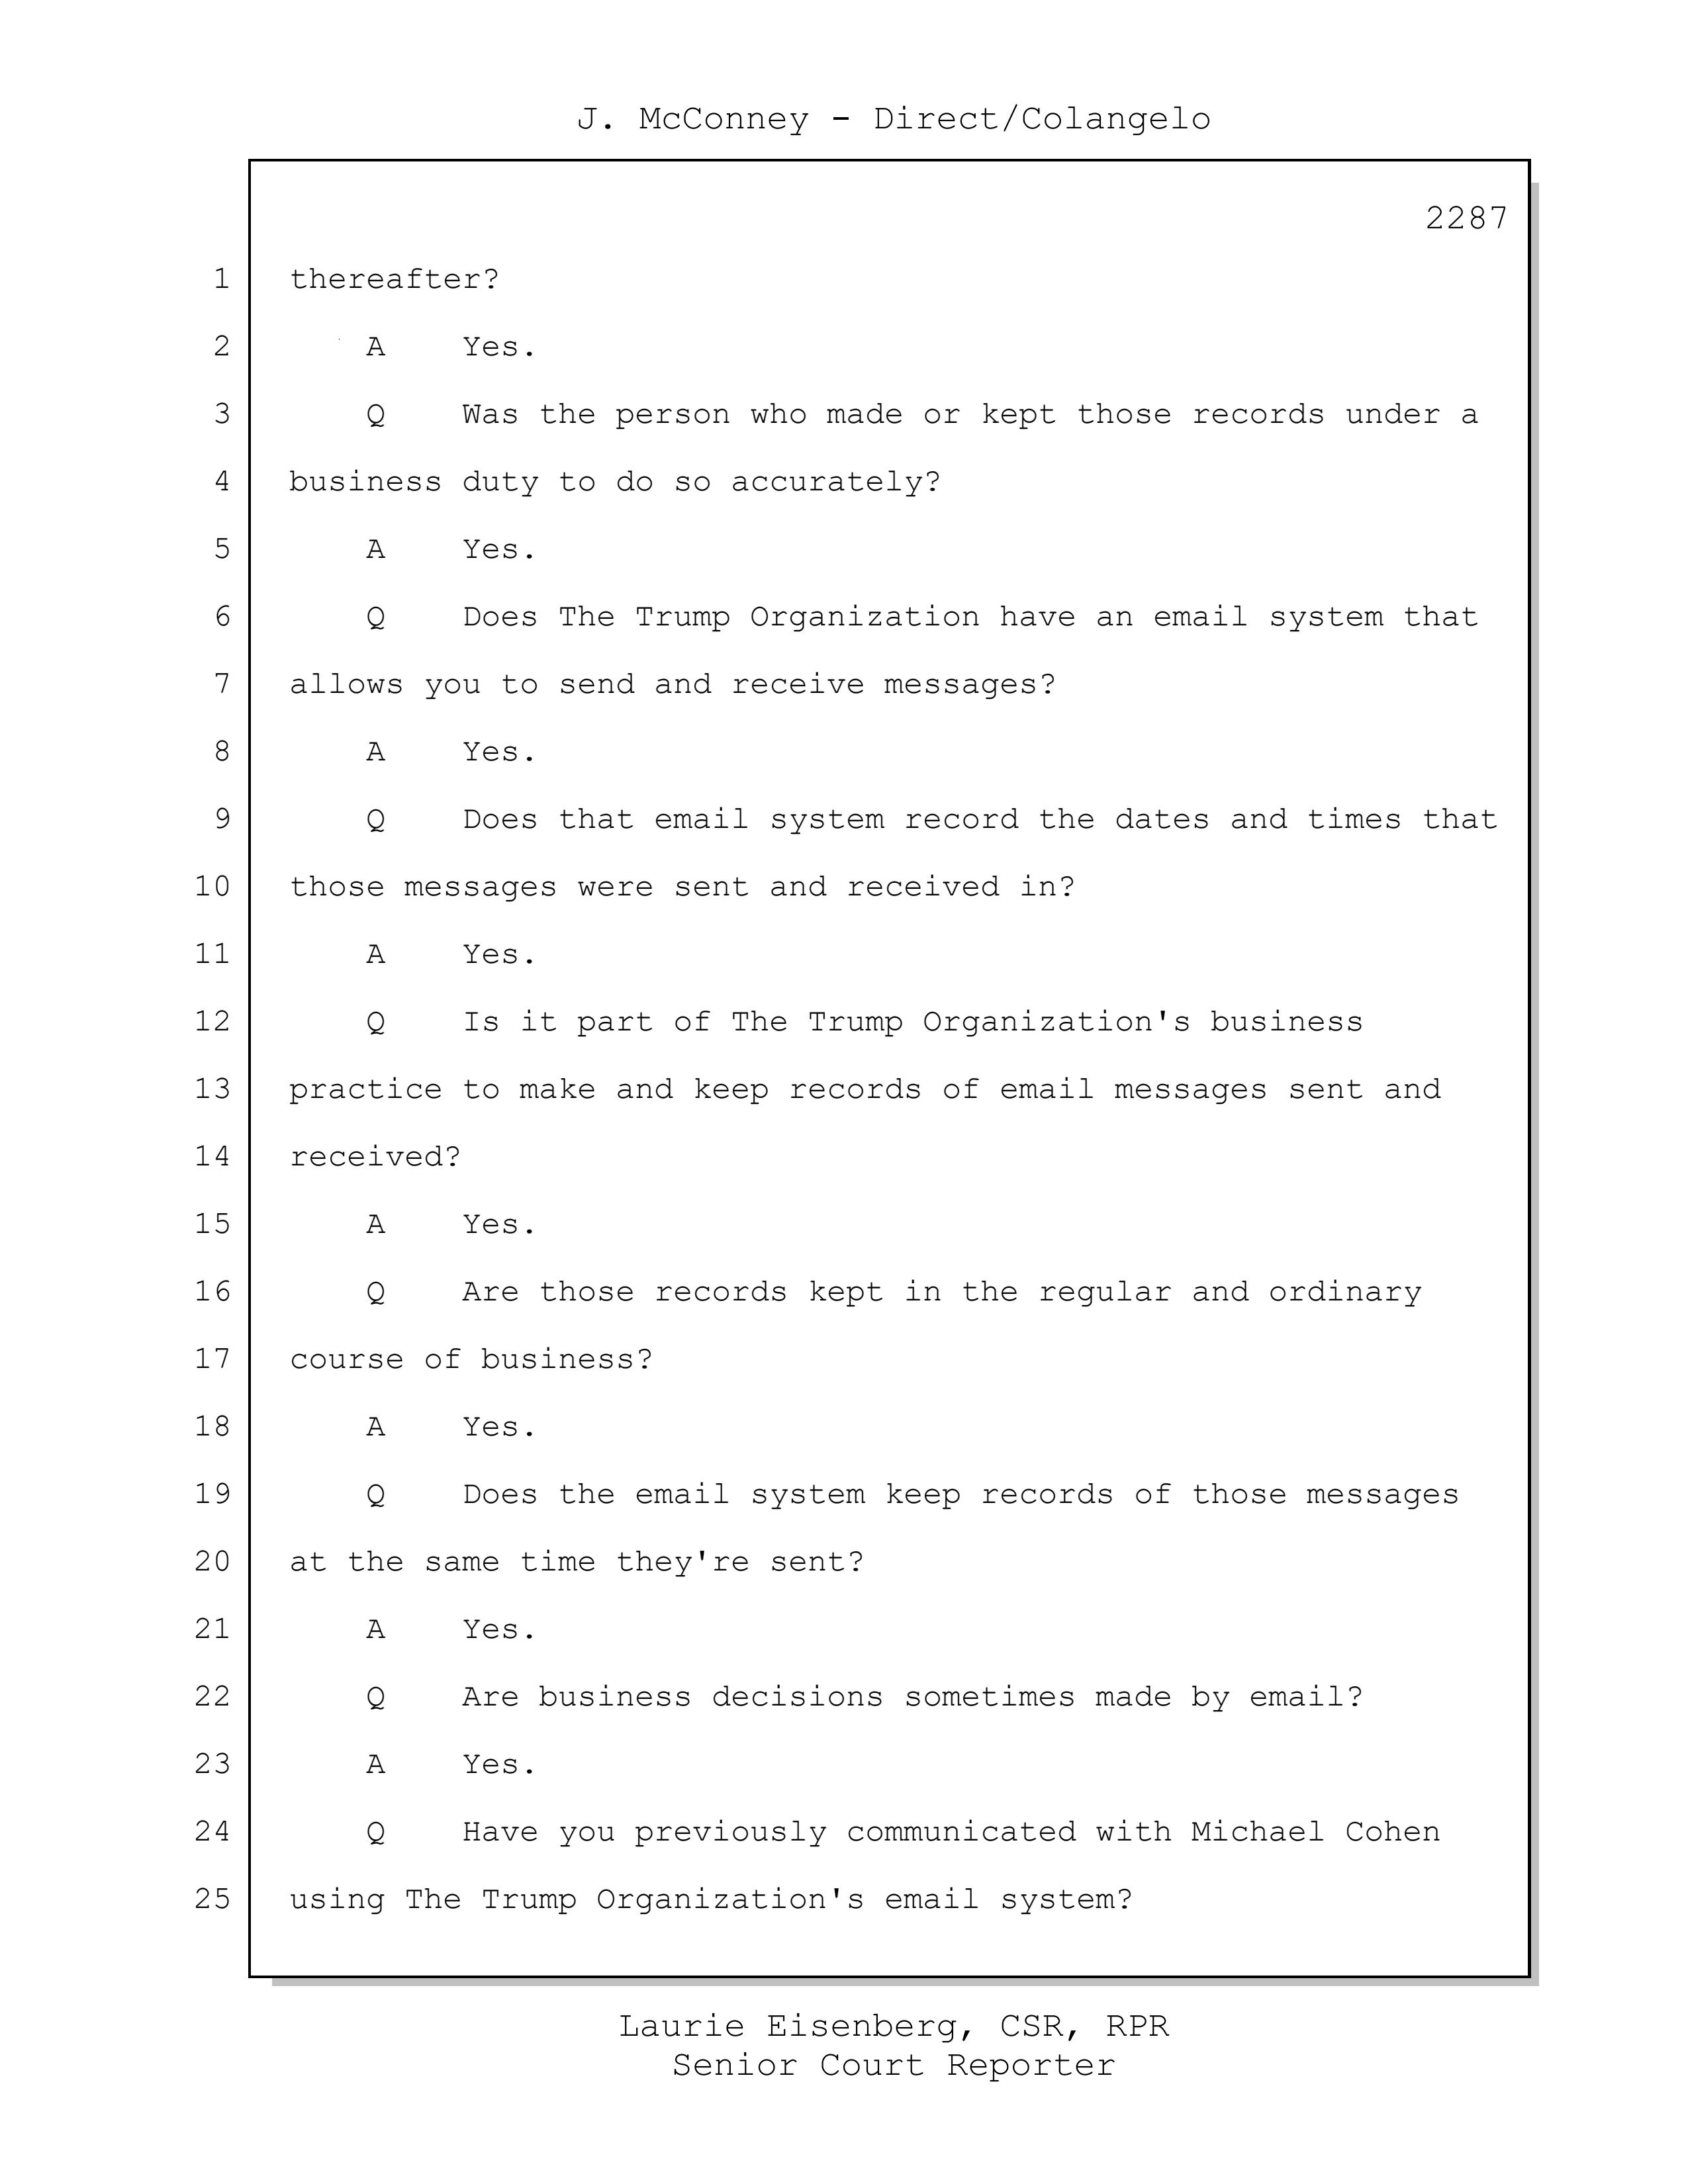 J. McConney - Direct/Colangelo
2287
1 thereafter?
2 A Yes.
3 Q Was the person who made or kept those records under a
4 business duty to do so accurately?
5 A Yes.
6 Q Does The Trump Organization have an email system that
7 allows you to send and receive messages?
8 A Yes.
9 Q Does that email system record the dates and times that
10 those messages were sent and received in?
11 A Yes.
12 Q Is it part of The Trump Organization's business
13 practice to make and keep records of email messages sent and
14 received?
15 A Yes.
16 Q Are those records kept in the regular and ordinary
17 course of business?
18 A Yes.
19 Q Does the email system keep records of those messages
20 at the same time they're sent?
21 A Yes.
22 Q Are business decisions sometimes made by email?
23 A Yes.
24 Q Have you previously communicated with Michael Cohen
25 using The Trump Organization's email system?
Laurie Eisenberg, CSR, RPR
Senior Court Reporter